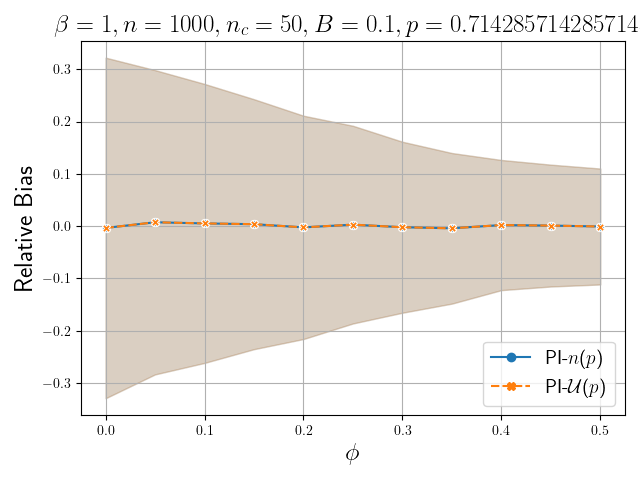 β = 1, n = 1000, n_c = 50, B = 0.1, p = 0.714285714285714
Relative Bias
0.3
0.2
0.1
0.0
−0.1
−0.2
−0.3
PI-n(p)
PI-𝒰(p)
0.0 0.1 0.2 0.3 0.4 0.5
ϕ